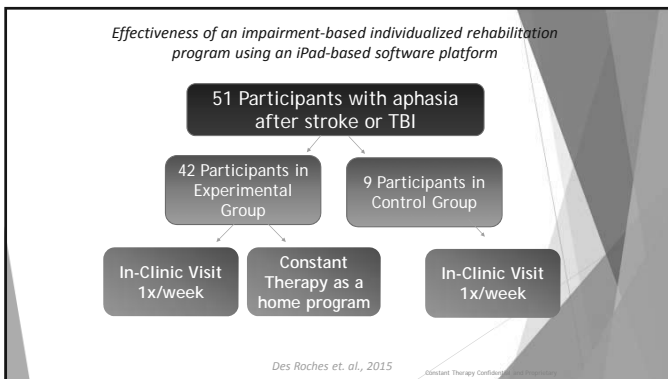 Effectiveness of an impairment-based individualized rehabilitation
program using an iPad-based software platform
51 Participants with aphasia
after stroke or TBI
42 Participants in
Experimental
Group
9 Participants in
Control Group
In-Clinic Visit
1x/week
Constant
Therapy as a
home program
In-Clinic Visit
1x/week
Des Roches et. al., 2015
Constant Therapy Confidential and Proprietary